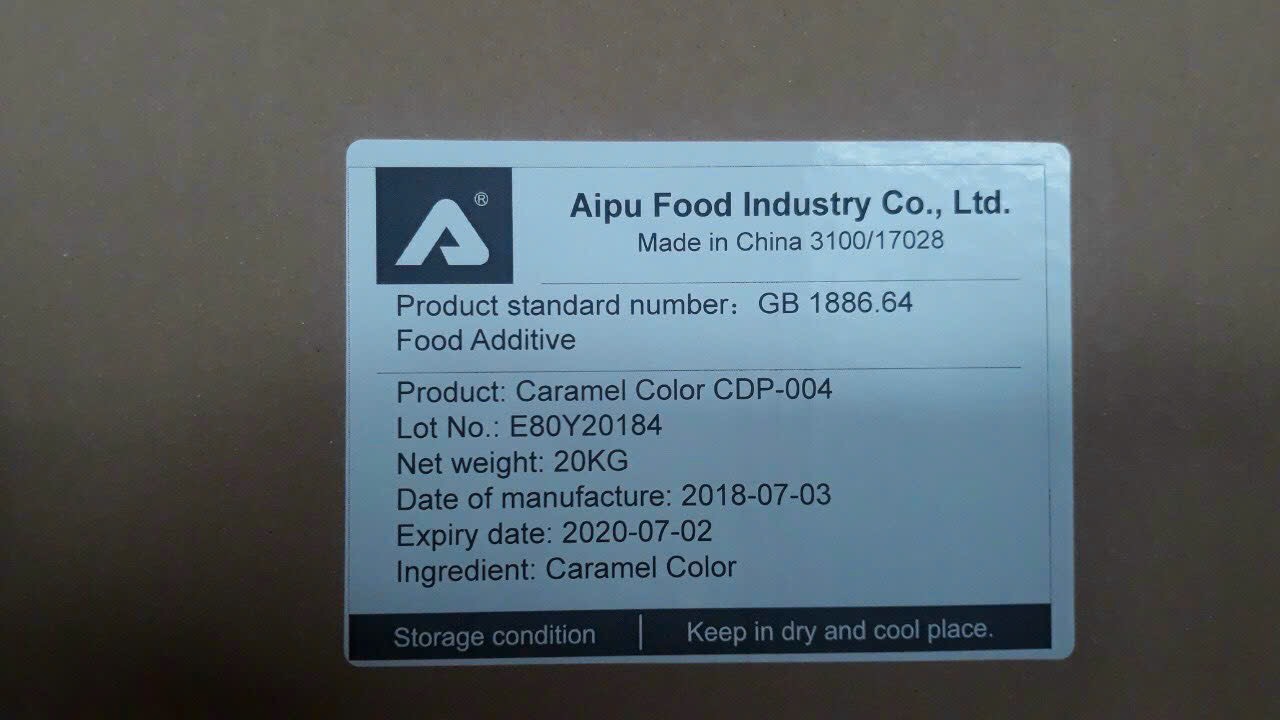 ®
Aipu Food Industry Co., Ltd.
Made in China 3100/17028
Product standard number：GB 1886.64
Food Additive
Product: Caramel Color CDP-004
Lot No.: E80Y20184
Net weight: 20KG
Date of manufacture: 2018-07-03
Expiry date: 2020-07-02
Ingredient: Caramel Color
Storage condition | Keep in dry and cool place.